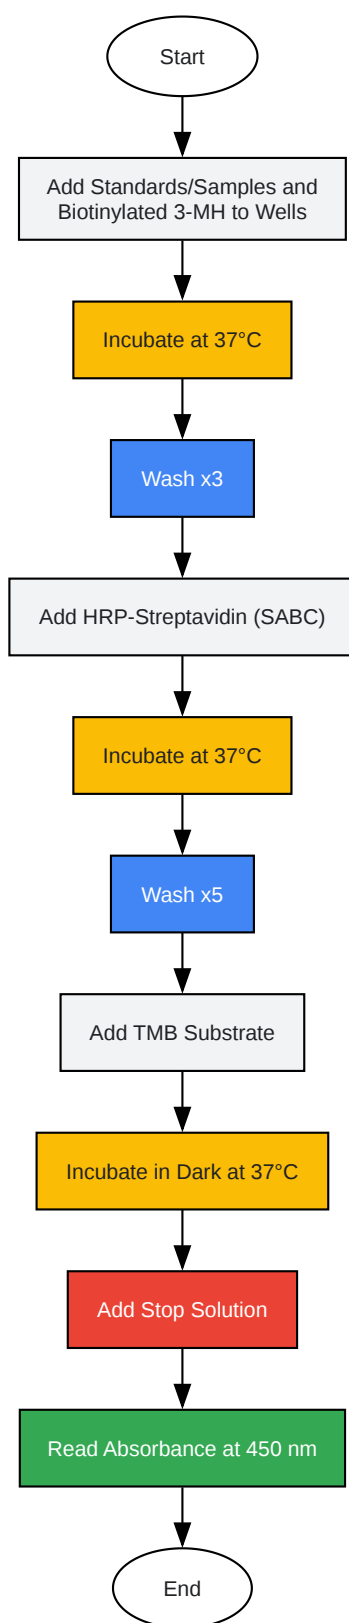 Start
Add Standards/Samples and
Biotinylated 3-MH to Wells
Incubate at 37°C
Wash x3
Add HRP-Streptavidin (SABC)
Incubate at 37°C
Wash x5
Add TMB Substrate
Incubate in Dark at 37°C
Add Stop Solution
Read Absorbance at 450 nm
End